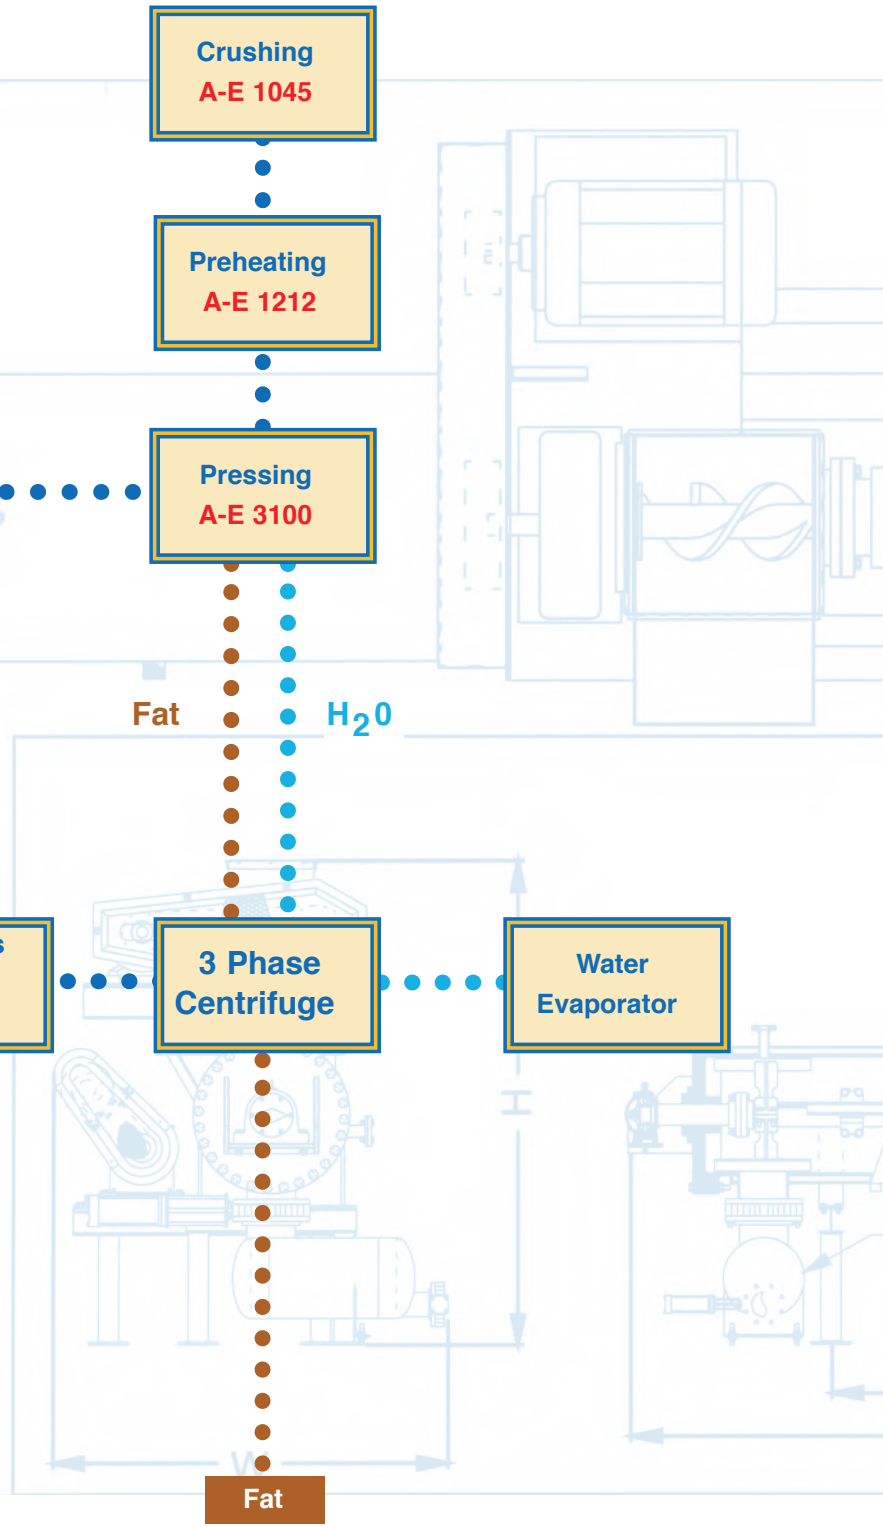 Crushing
A-E 1045
Preheating
A-E 1212
Pressing
A-E 3100
Fat
H20
s
3 Phase
Centrifuge
Water
Evaporator
H
W
Fat